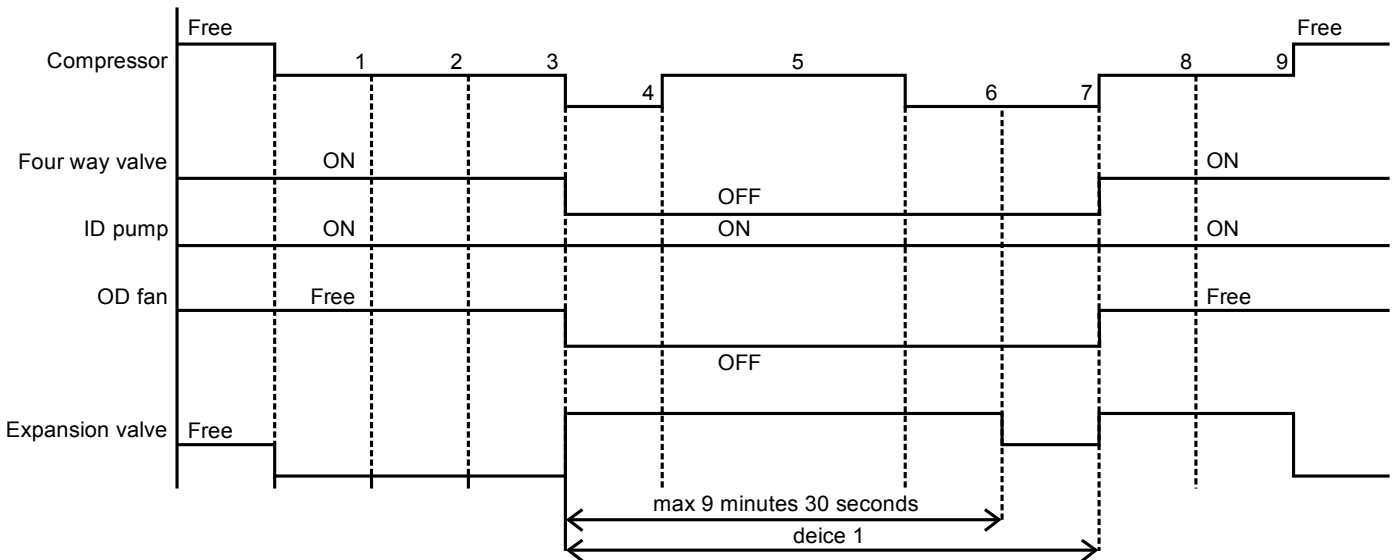 Free Free
Compressor 1 2 3 4 5 6 7 8 9
Four way valve ON OFF ON
ID pump ON ON ON
OD fan Free OFF Free
Expansion valve Free
max 9 minutes 30 seconds
deice 1